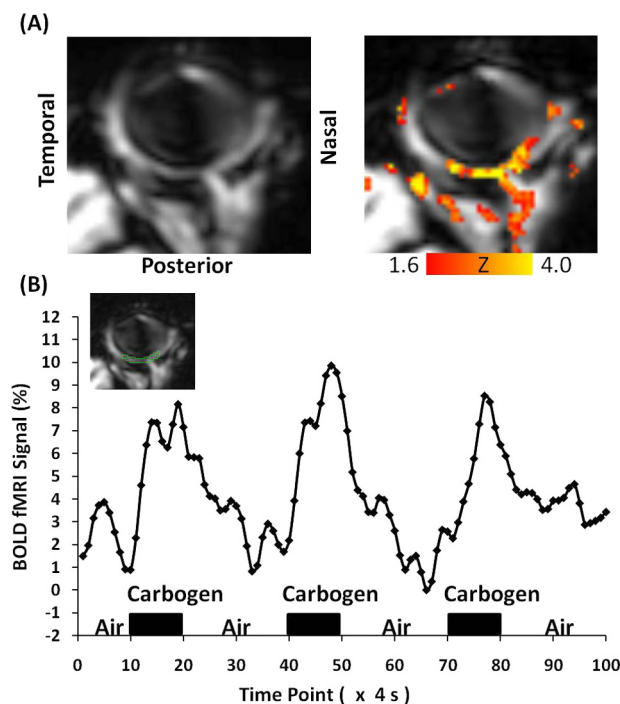 (A)
Temporal
Nasal
Posterior
1.6 Z 4.0
(B)
BOLD fMRI Signal (%)
12
11
10
9
8
7
6
5
4
3
2
1
0
-1
-2
Carbogen Carbogen Carbogen
Air Air Air Air
0 10 20 30 40 50 60 70 80 90 100
Time Point ( x 4 s )